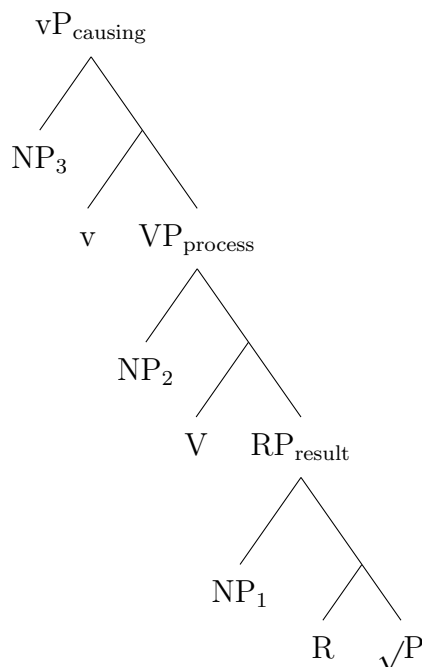 vP_causing
NP_3
v VP_process
NP_2
V RP_result
NP_1
R √P